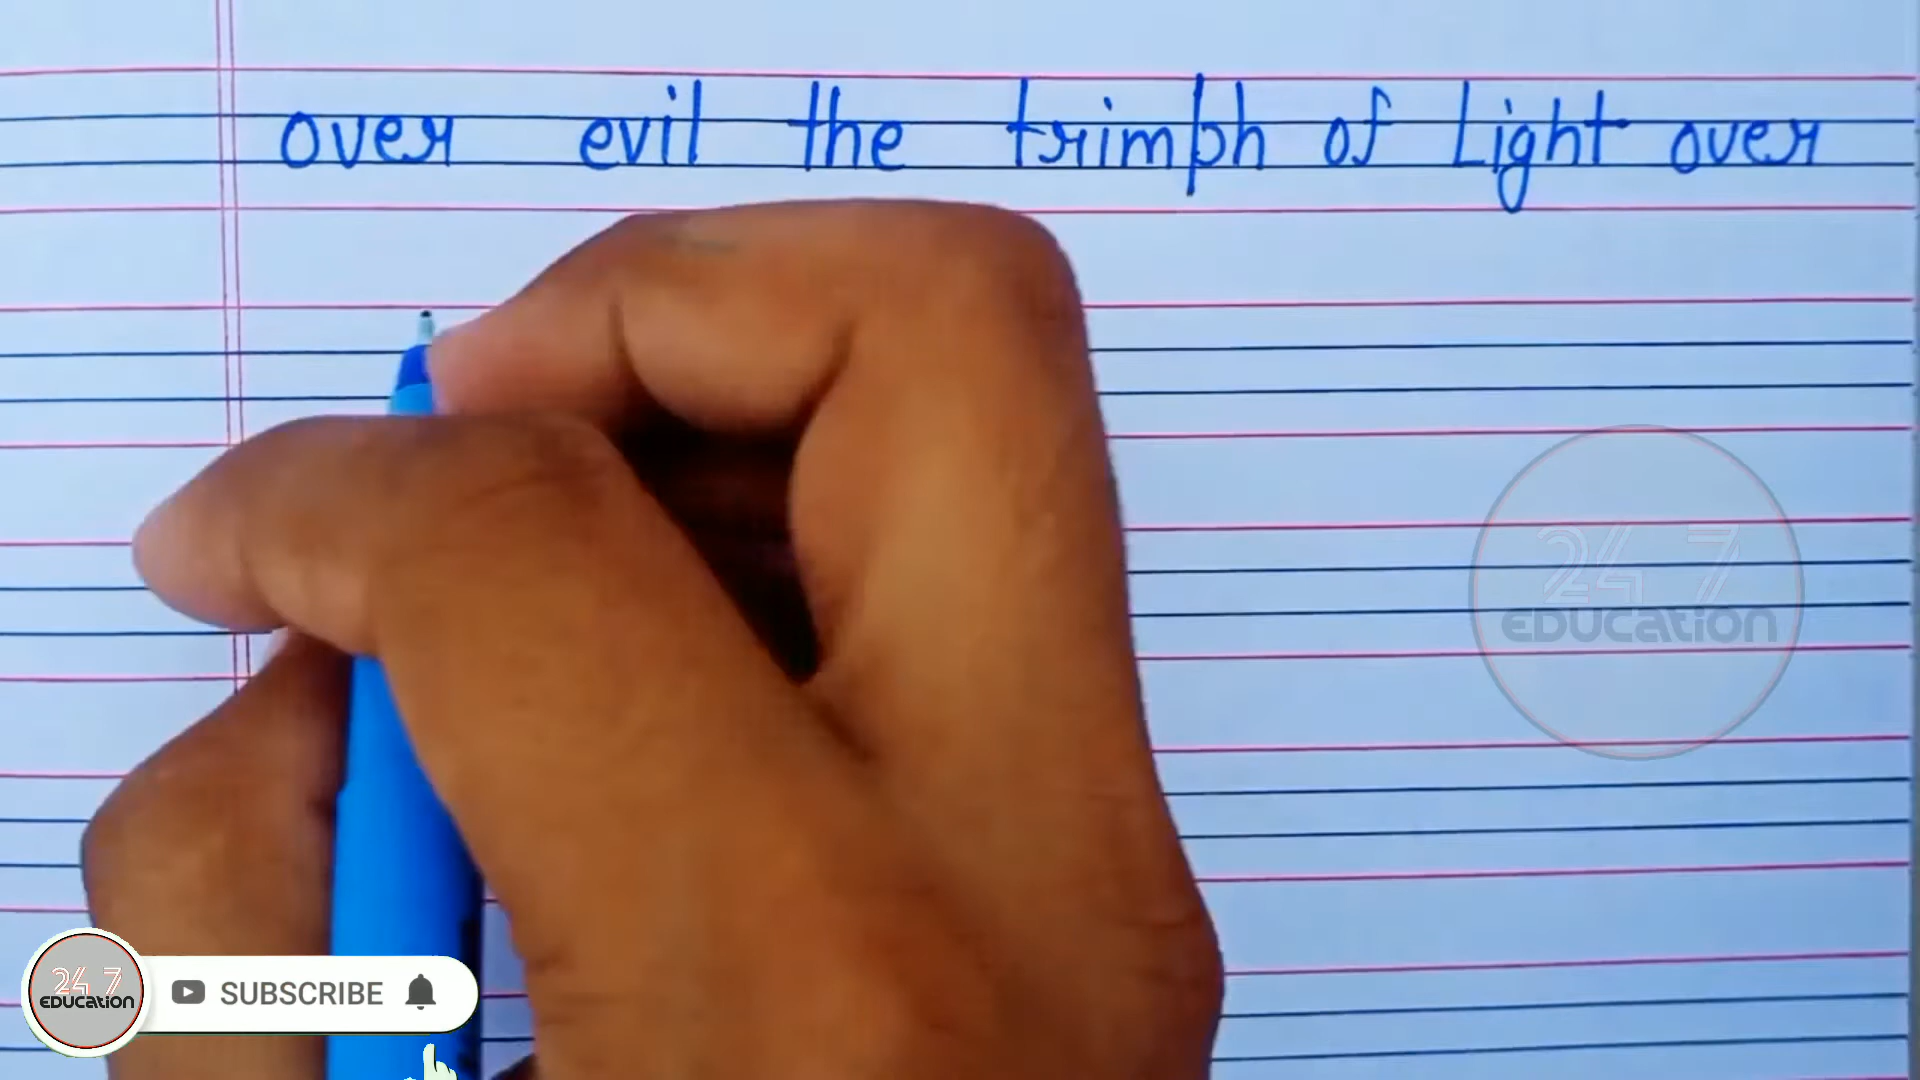 over evil the trimph of Light over
24 7
EDUCATION
24 7
EDUCATION
SUBSCRIBE